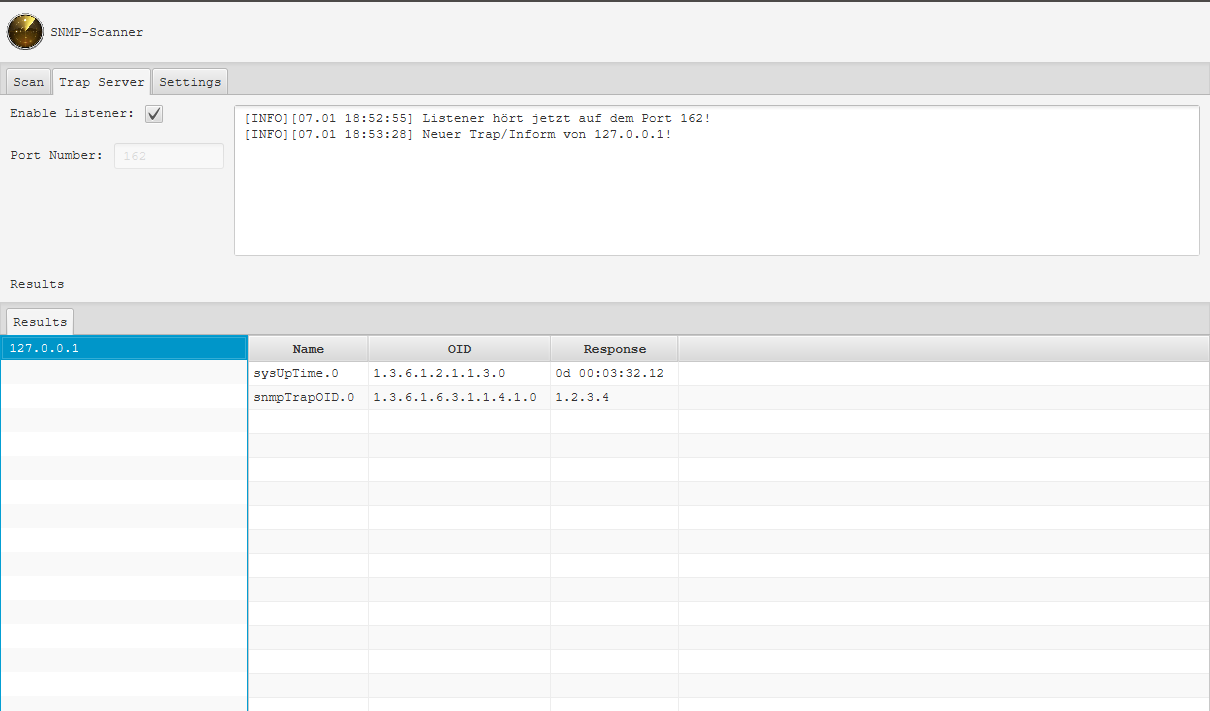 SNMP-Scanner
Scan Trap Server Settings
Enable Listener:
[INFO][07.01 18:52:55] Listener hört jetzt auf dem Port 162!
[INFO][07.01 18:53:28] Neuer Trap/Inform von 127.0.0.1!
Port Number: 162
Results
Results
127.0.0.1
Name OID Response
sysUpTime.0 1.3.6.1.2.1.1.3.0 0d 00:03:32.12
snmpTrapOID.0 1.3.6.1.6.3.1.1.4.1.0 1.2.3.4